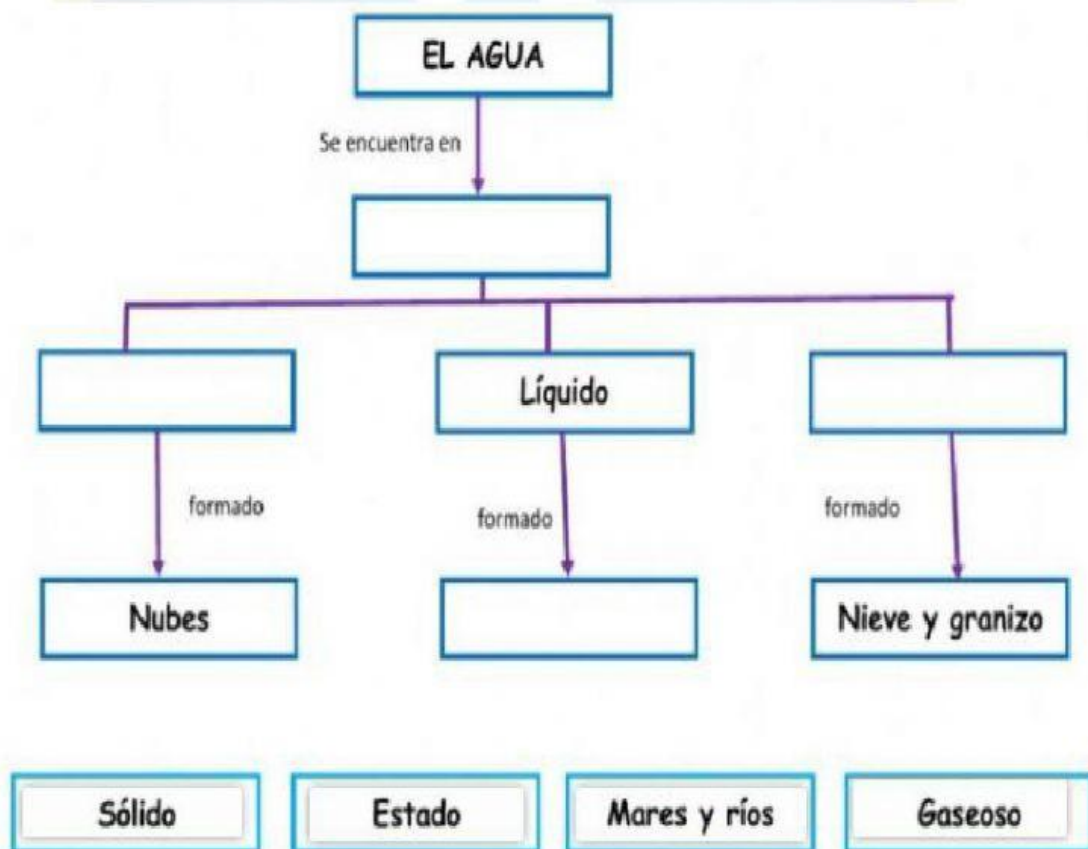 EL AGUA
Se encuentra en
Líquido
formado
formado
formado
Nubes
Nieve y granizo
Sólido
Estado
Mares y ríos
Gaseoso